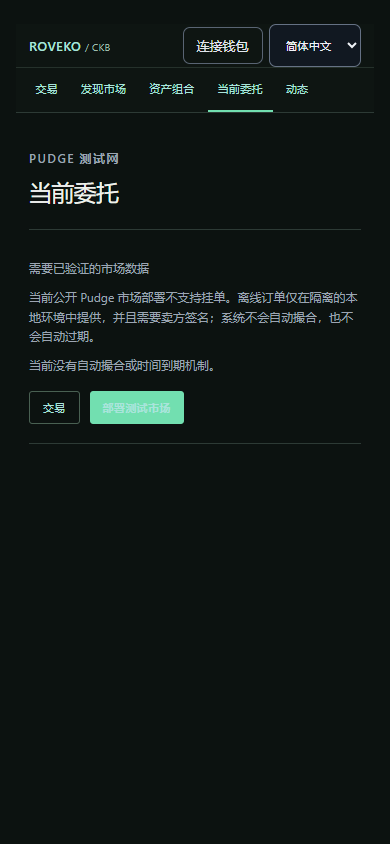 ROVEKO / CKB
连接钱包
简体中文
交易 发现市场 资产组合 当前委托 动态
PUDGE 测试网
当前委托
需要已验证的市场数据
当前公开 Pudge 市场部署不支持挂单。离线订单仅在隔离的本
地环境中提供，并且需要卖方签名；系统不会自动撮合，也不
会自动过期。
当前没有自动撮合或时间到期机制。
交易 部署测试市场